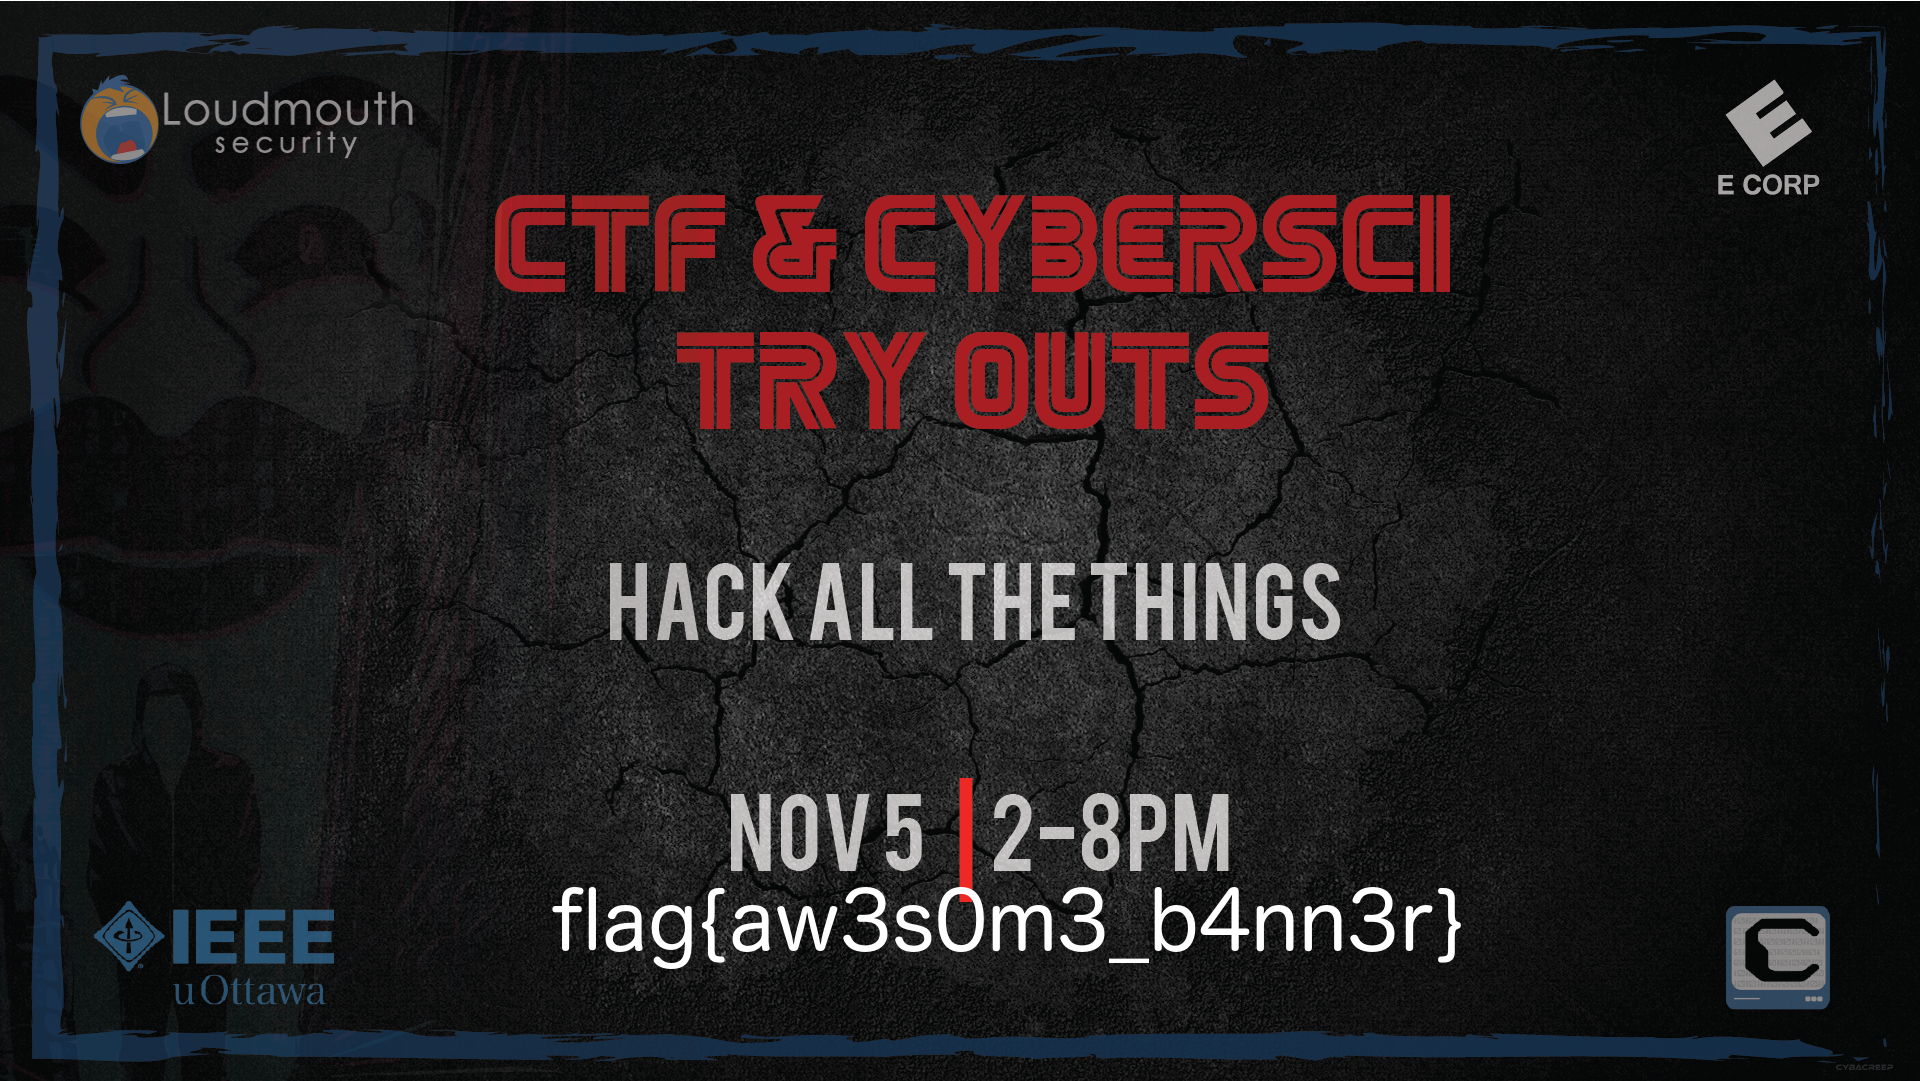 Loudmouth
security
E CORP
CTF & CYBERSCI
TRY OUTS
HACK ALL THE THINGS
NOV 5 | 2-8PM
flag{aw3s0m3_b4nn3r}
IEEE
uOttawa
C
CYBACREEP